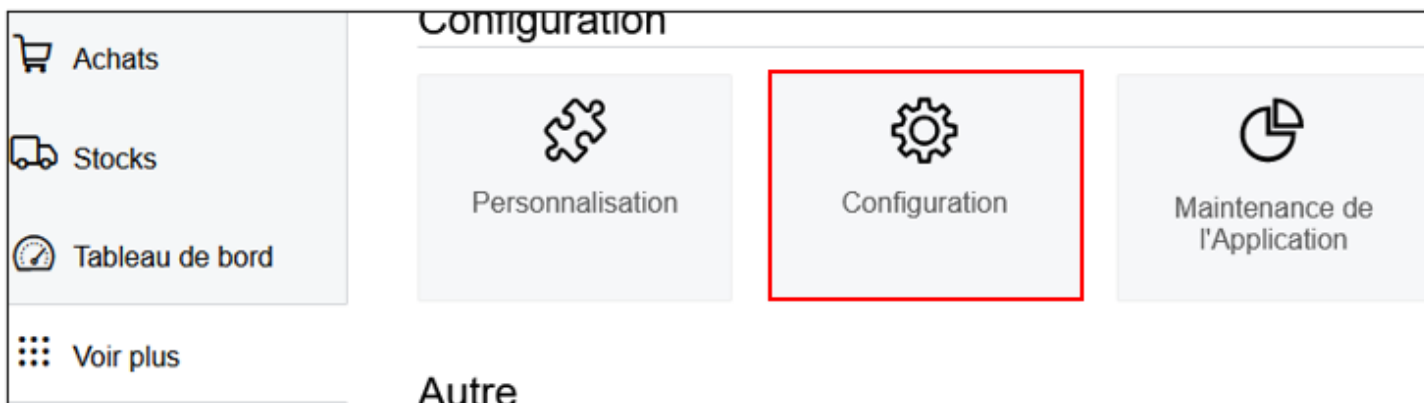 Configuration
Achats
Stocks
Tableau de bord
Voir plus
Personnalisation
Configuration
Maintenance de
l'Application
Autre